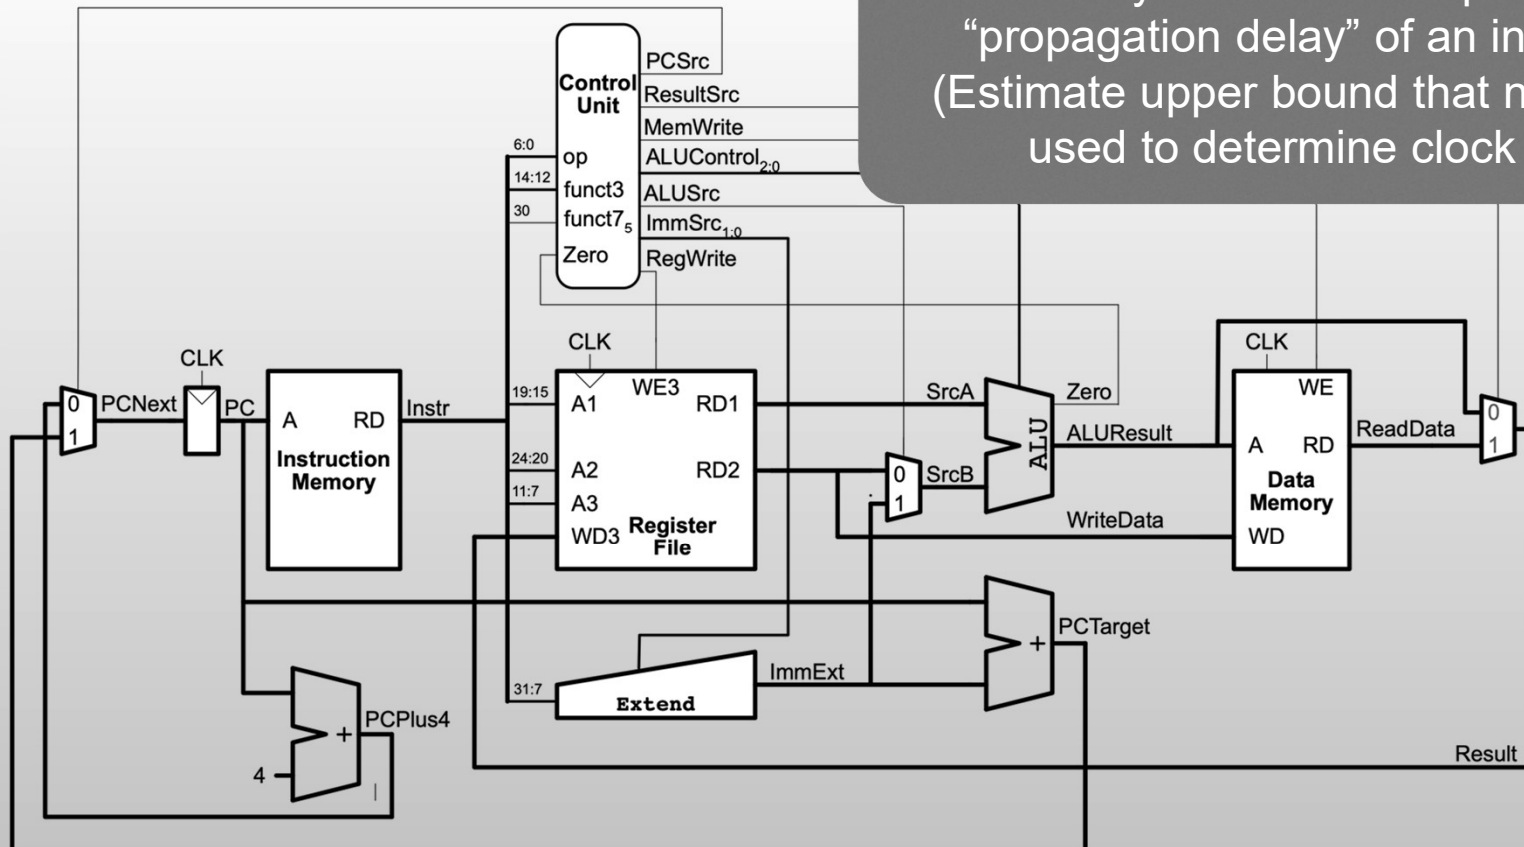 “propagation delay” of an in
(Estimate upper bound that n
used to determine clock
Control
Unit
PCSrc
ResultSrc
MemWrite
ALUControl2:0
ALUSrc
ImmSrc1:0
RegWrite
6:0
op
14:12
funct3
30
funct75
Zero
CLK
CLK
CLK
0
1
PCNext
PC
A
RD
Instruction
Memory
Instr
19:15
A1
WE3
RD1
24:20
A2
RD2
11:7
A3
WD3
Register
File
SrcA
0
1
SrcB
ALU
Zero
ALUResult
WriteData
WE
A
RD
Data
Memory
WD
ReadData
0
1
+
PCTarget
31:7
Extend
ImmExt
+
PCPlus4
4
Result